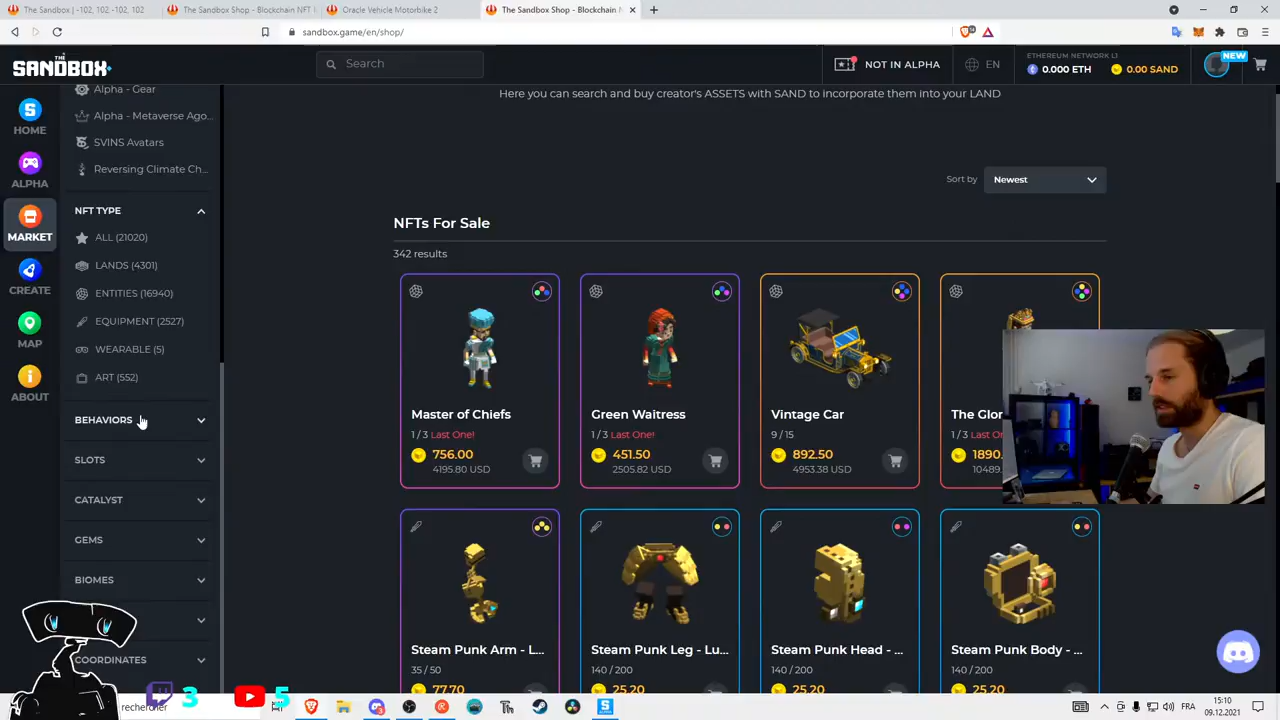 The Sandbox | -102, 102 -102, 102
The Sandbox Shop - Blockchain NFT
Oracle Vehicle Motorbike 2
The Sandbox Shop - Blockchain
sandbox.game/en/shop/
THE SANDBOX
Search
NOT IN ALPHA
EN
ETHEREUM NETWORK L1
0.000 ETH
0.00 SAND
NEW
HOME
ALPHA
MARKET
CREATE
MAP
ABOUT
Alpha - Gear
Alpha - Metaverse Ago...
SVINS Avatars
Reversing Climate Ch...
NFT TYPE
ALL (21020)
LANDS (4301)
ENTITIES (16940)
EQUIPMENT (2527)
WEARABLE (5)
ART (552)
BEHAVIORS
SLOTS
CATALYST
GEMS
BIOMES
COORDINATES
Here you can search and buy creator's ASSETS with SAND to incorporate them into your LAND
Sort by
Newest
NFTs For Sale
342 results
Master of Chiefs
1 / 3 Last One!
756.00
4195.80 USD
Green Waitress
1 / 3 Last One!
451.50
2505.82 USD
Vintage Car
9 / 15
892.50
4953.38 USD
The Glor
1 / 3 Last On
1890.
10489.
Steam Punk Arm - L...
35 / 50
77.70
Steam Punk Leg - Lu...
140 / 200
25.20
Steam Punk Head - ...
140 / 200
25.20
Steam Punk Body - ...
140 / 200
25.20
3
5
rechercher
FRA
15:10
09.12.2021